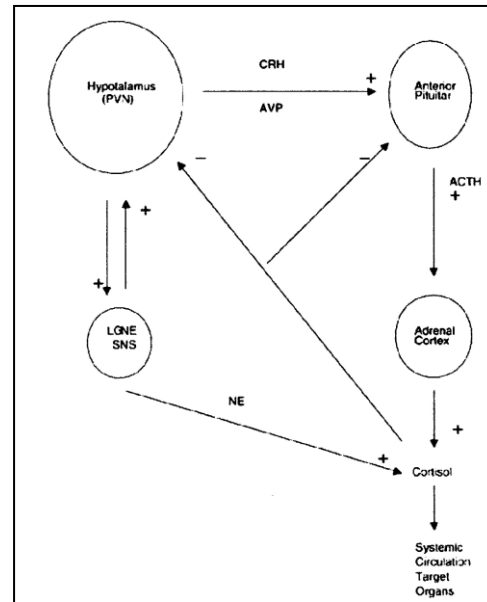 Hypotalamus
(PVN)
CRH
+
AVP
Anterior
Pituitar
−
−
ACTH
+
+
+
LGNE
SNS
Adrenal
Cortex
NE
+
+
Cortisol
Systemic
Circulation
Target
Organs